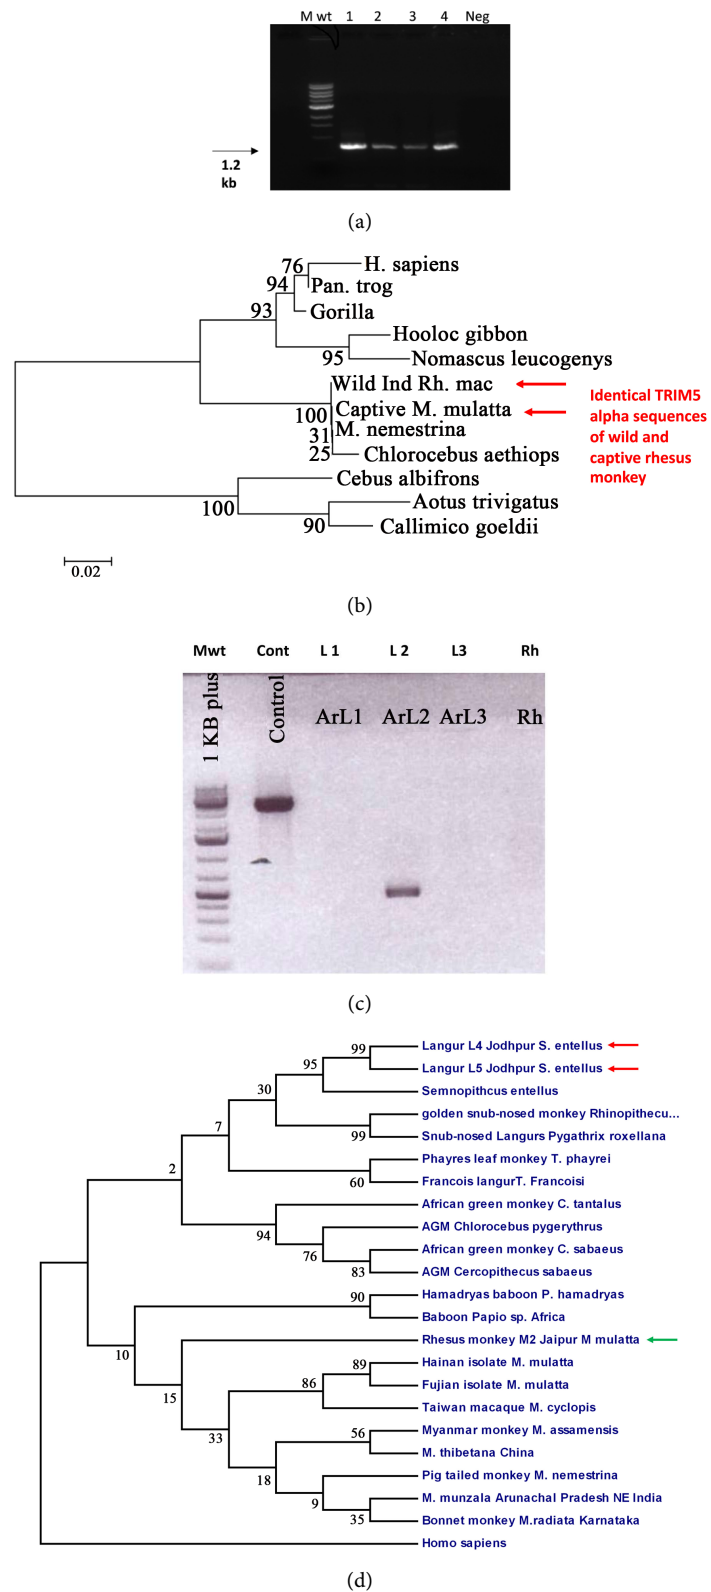 M wt 1 2 3 4 Neg
1.2
kb
(a)
76
H. sapiens
94
Pan. trog
93
Gorilla
Hooloc gibbon
95
Nomascus leucogenys
Wild Ind Rh. mac
100
Captive M. mulatta
31
M. nemestrina
25
Chlorocebus aethiops
Identical TRIM5
alpha sequences
of wild and
captive rhesus
monkey
Cebus albifrons
100
Aotus trivigatus
90
Callimico goeldii
0.02
(b)
Mwt Cont L 1 L 2 L3 Rh
1 KB plus
Control
ArL1 ArL2 ArL3 Rh
(c)
99
Langur L4 Jodhpur S. entellus
95
Langur L5 Jodhpur S. entellus
30
Semnopithcus entellus
golden snub-nosed monkey Rhinopithecu...
7
99
Snub-nosed Langurs Pygathrix roxellana
Phayres leaf monkey T. phayrei
2
60
Francois langurT. Francoisi
African green monkey C. tantalus
94
AGM Chlorocebus pygerythrus
76
African green monkey C. sabaeus
83
AGM Cercopithecus sabaeus
90
Hamadryas baboon P. hamadryas
Baboon Papio sp. Africa
10
Rhesus monkey M2 Jaipur M mulatta
89
Hainan isolate M. mulatta
15
86
Fujian isolate M. mulatta
Taiwan macaque M. cyclopis
33
56
Myanmar monkey M. assamensis
M. thibetana China
18
Pig tailed monkey M. nemestrina
9
M. munzala Arunachal Pradesh NE India
35
Bonnet monkey M.radiata Karnataka
Homo sapiens
(d)